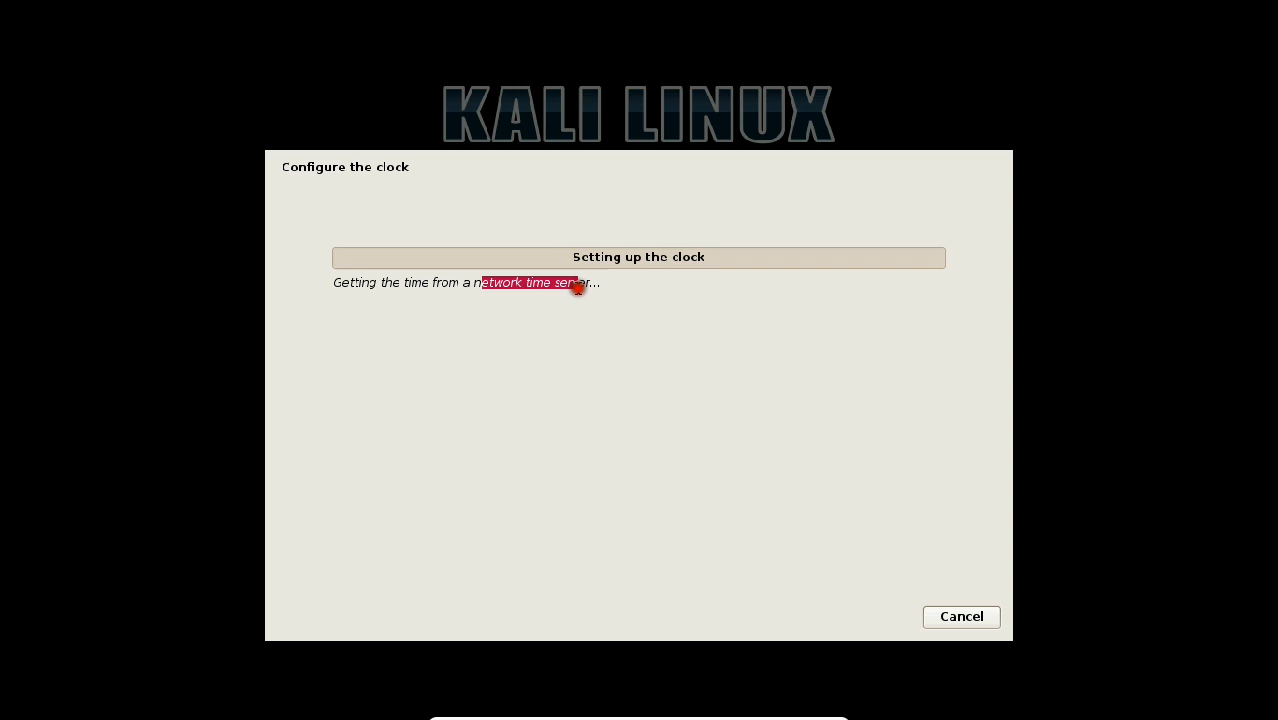 KALI LINUX
Configure the clock
Setting up the clock
Getting the time from a network time server...
Cancel